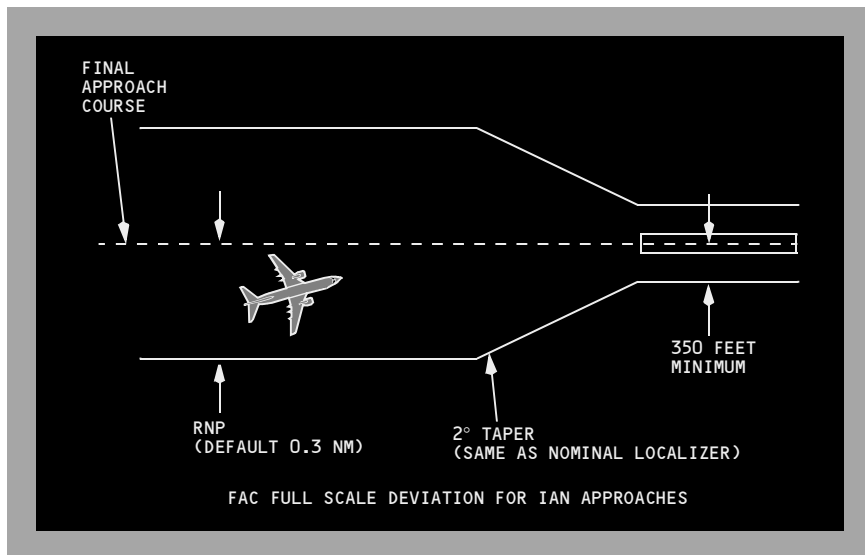 FINAL
APPROACH
COURSE
350 FEET
MINIMUM
RNP
(DEFAULT 0.3 NM)
2° TAPER
(SAME AS NOMINAL LOCALIZER)
FAC FULL SCALE DEVIATION FOR IAN APPROACHES